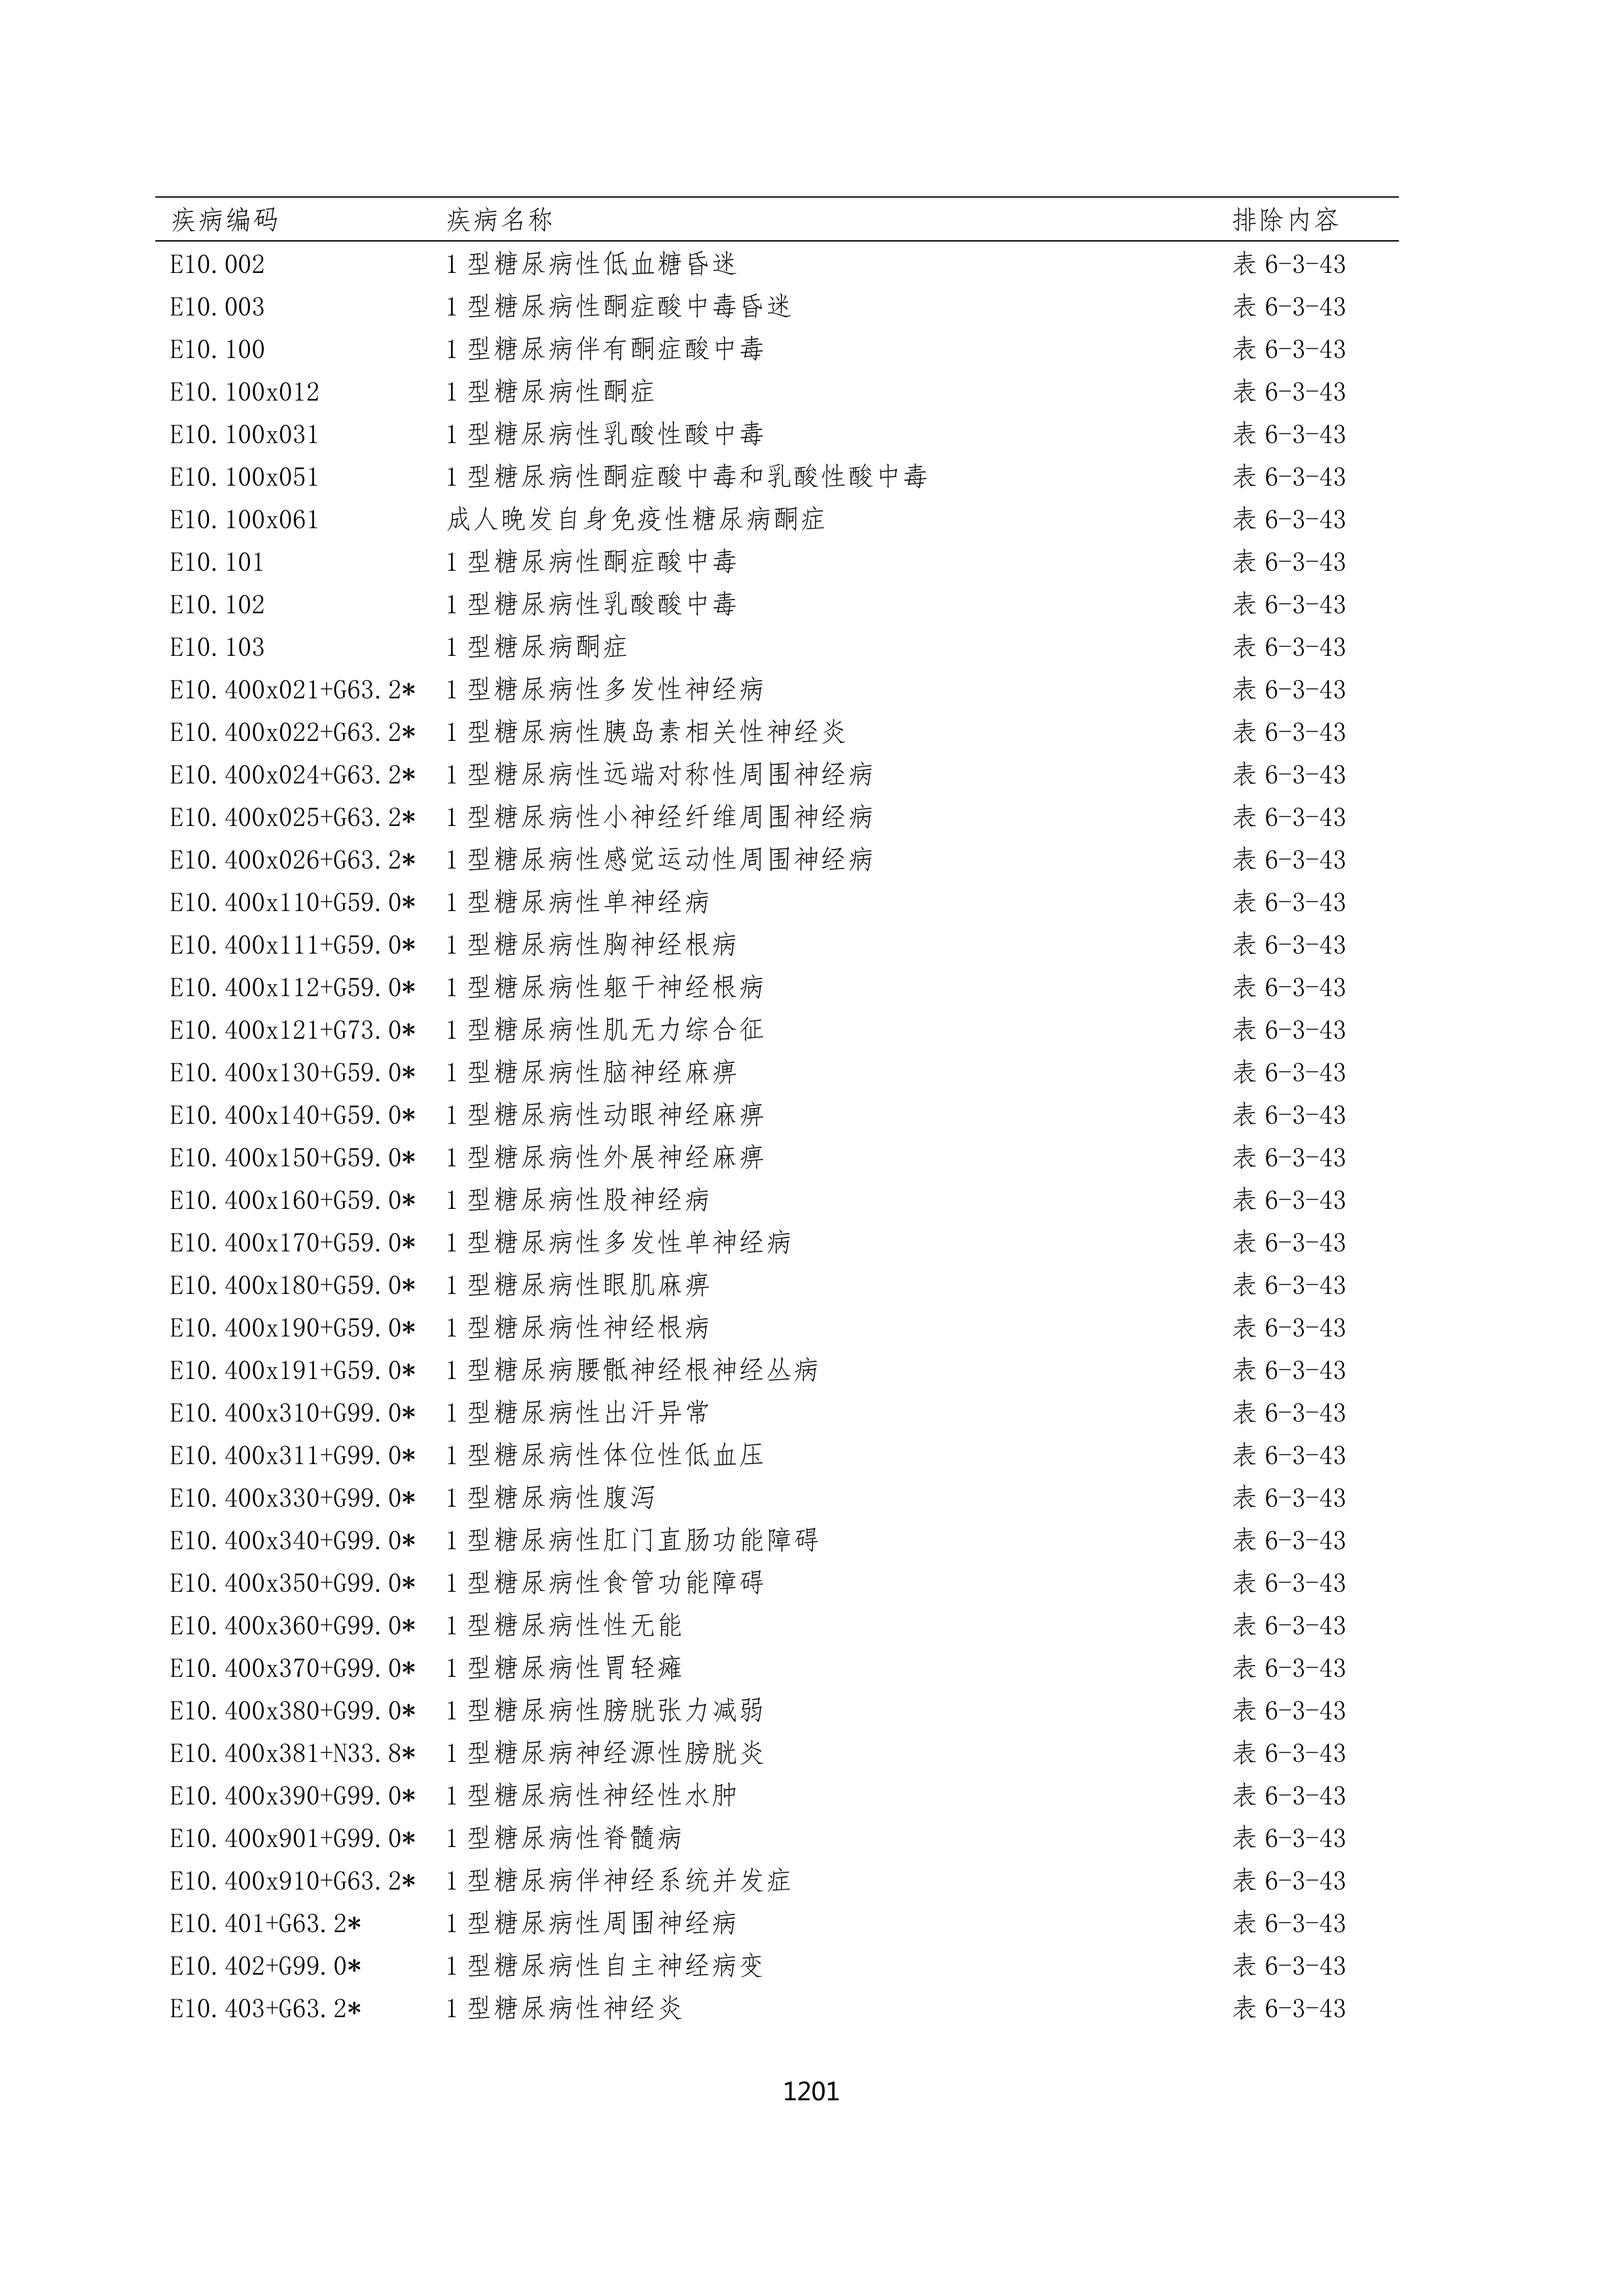 疾病编码 疾病名称 排除内容
E10.002 1 型糖尿病性低血糖昏迷 表 6-3-43
E10.003 1 型糖尿病性酮症酸中毒昏迷 表 6-3-43
E10.100 1 型糖尿病伴有酮症酸中毒 表 6-3-43
E10.100x012 1 型糖尿病性酮症 表 6-3-43
E10.100x031 1 型糖尿病性乳酸性酸中毒 表 6-3-43
E10.100x051 1 型糖尿病性酮症酸中毒和乳酸性酸中毒 表 6-3-43
E10.100x061 成人晚发自身免疫性糖尿病酮症 表 6-3-43
E10.101 1 型糖尿病性酮症酸中毒 表 6-3-43
E10.102 1 型糖尿病性乳酸酸中毒 表 6-3-43
E10.103 1 型糖尿病酮症 表 6-3-43
E10.400x021+G63.2* 1 型糖尿病性多发性神经病 表 6-3-43
E10.400x022+G63.2* 1 型糖尿病性胰岛素相关性神经炎 表 6-3-43
E10.400x024+G63.2* 1 型糖尿病性远端对称性周围神经病 表 6-3-43
E10.400x025+G63.2* 1 型糖尿病性小神经纤维周围神经病 表 6-3-43
E10.400x026+G63.2* 1 型糖尿病性感觉运动性周围神经病 表 6-3-43
E10.400x110+G59.0* 1 型糖尿病性单神经病 表 6-3-43
E10.400x111+G59.0* 1 型糖尿病性胸神经根病 表 6-3-43
E10.400x112+G59.0* 1 型糖尿病性躯干神经根病 表 6-3-43
E10.400x121+G73.0* 1 型糖尿病性肌无力综合征 表 6-3-43
E10.400x130+G59.0* 1 型糖尿病性脑神经麻痹 表 6-3-43
E10.400x140+G59.0* 1 型糖尿病性动眼神经麻痹 表 6-3-43
E10.400x150+G59.0* 1 型糖尿病性外展神经麻痹 表 6-3-43
E10.400x160+G59.0* 1 型糖尿病性股神经病 表 6-3-43
E10.400x170+G59.0* 1 型糖尿病性多发性单神经病 表 6-3-43
E10.400x180+G59.0* 1 型糖尿病性眼肌麻痹 表 6-3-43
E10.400x190+G59.0* 1 型糖尿病性神经根病 表 6-3-43
E10.400x191+G59.0* 1 型糖尿病腰骶神经根神经丛病 表 6-3-43
E10.400x310+G99.0* 1 型糖尿病性出汗异常 表 6-3-43
E10.400x311+G99.0* 1 型糖尿病性体位性低血压 表 6-3-43
E10.400x330+G99.0* 1 型糖尿病性腹泻 表 6-3-43
E10.400x340+G99.0* 1 型糖尿病性肛门直肠功能障碍 表 6-3-43
E10.400x350+G99.0* 1 型糖尿病性食管功能障碍 表 6-3-43
E10.400x360+G99.0* 1 型糖尿病性性无能 表 6-3-43
E10.400x370+G99.0* 1 型糖尿病性胃轻瘫 表 6-3-43
E10.400x380+G99.0* 1 型糖尿病性膀胱张力减弱 表 6-3-43
E10.400x381+N33.8* 1 型糖尿病神经源性膀胱炎 表 6-3-43
E10.400x390+G99.0* 1 型糖尿病性神经性水肿 表 6-3-43
E10.400x901+G99.0* 1 型糖尿病性脊髓病 表 6-3-43
E10.400x910+G63.2* 1 型糖尿病伴神经系统并发症 表 6-3-43
E10.401+G63.2* 1 型糖尿病性周围神经病 表 6-3-43
E10.402+G99.0* 1 型糖尿病性自主神经病变 表 6-3-43
E10.403+G63.2* 1 型糖尿病性神经炎 表 6-3-43
1201